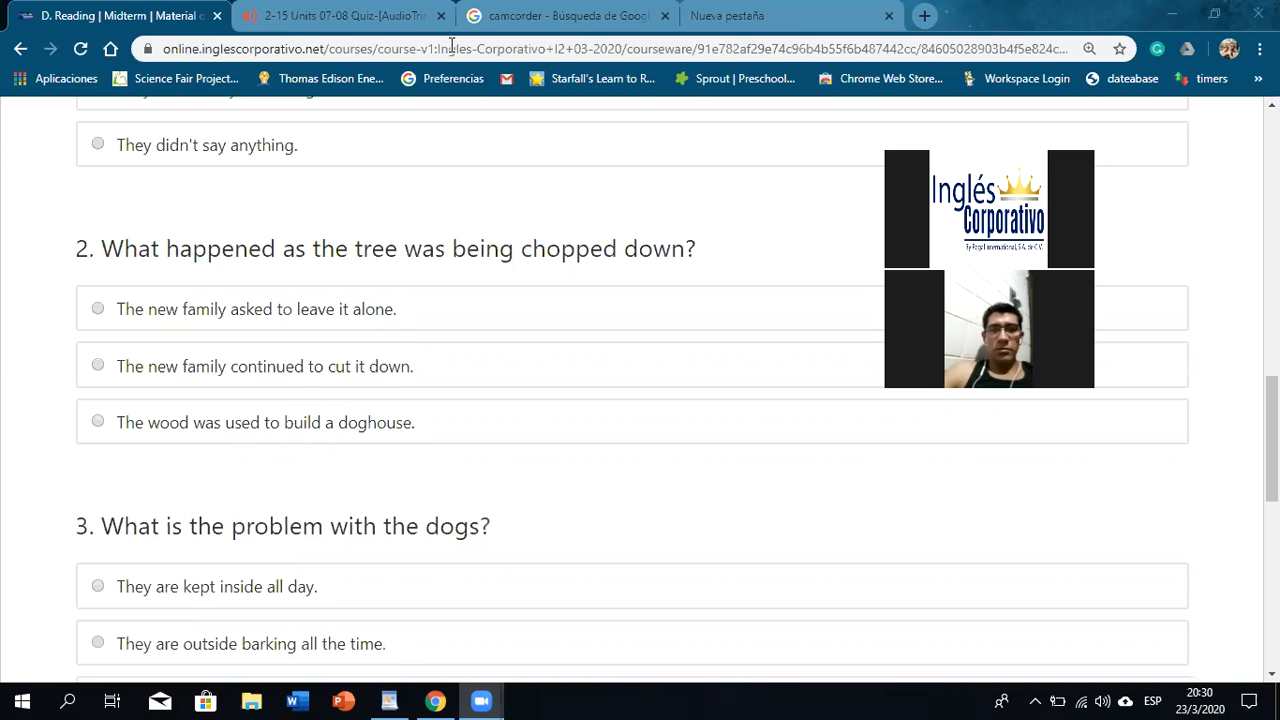 D. Reading | Midterm | Material
2-15 Units 07-08 Quiz-[AudioTrim
camcorder - Búsqueda de Googl
Nueva pestaña
online.inglescorporativo.net/courses/course-v1:Ingles-Corporativo+I2+03-2020/courseware/91e782af29e74c96b4b55f6b487442cc/84605028903b4f5e824c...
Aplicaciones
Science Fair Project...
Thomas Edison Ene...
Preferencias
Starfall's Learn to R...
Sprout | Preschool...
Chrome Web Store...
Workspace Login
dateabase
timers
»
They didn't say anything.
Inglés
Corporativo
By Regal International, S.A. de C.V.
2. What happened as the tree was being chopped down?
The new family asked to leave it alone.
The new family continued to cut it down.
The wood was used to build a doghouse.
3. What is the problem with the dogs?
They are kept inside all day.
They are outside barking all the time.
ESP
20:30
23/3/2020